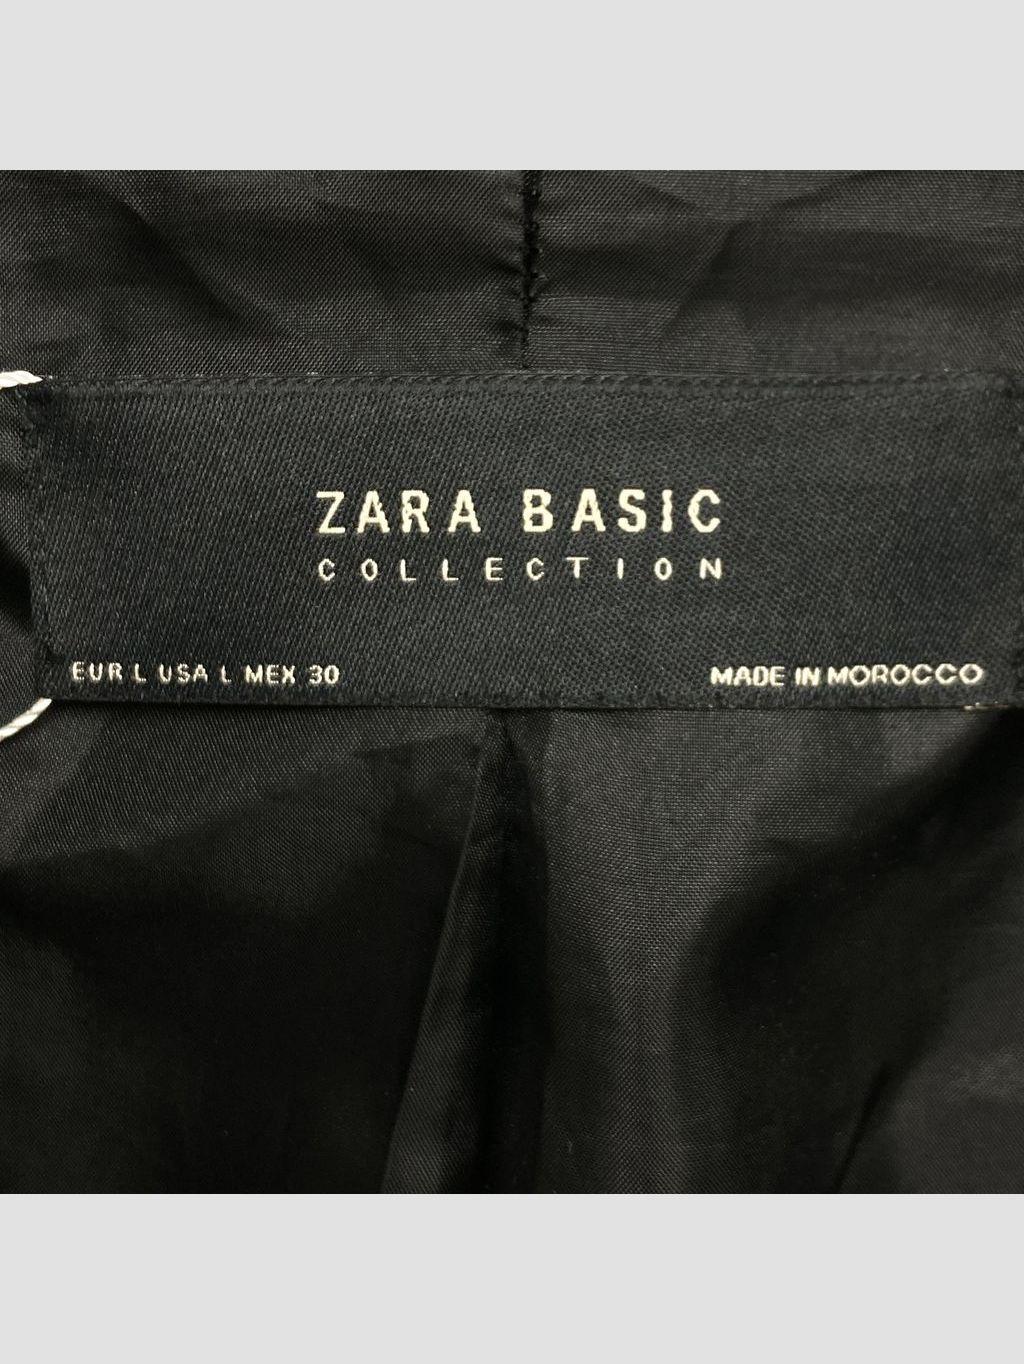 ZARA BASIC
COLLECTION
EUR L USA L MEX 30
MADE IN MOROCCO